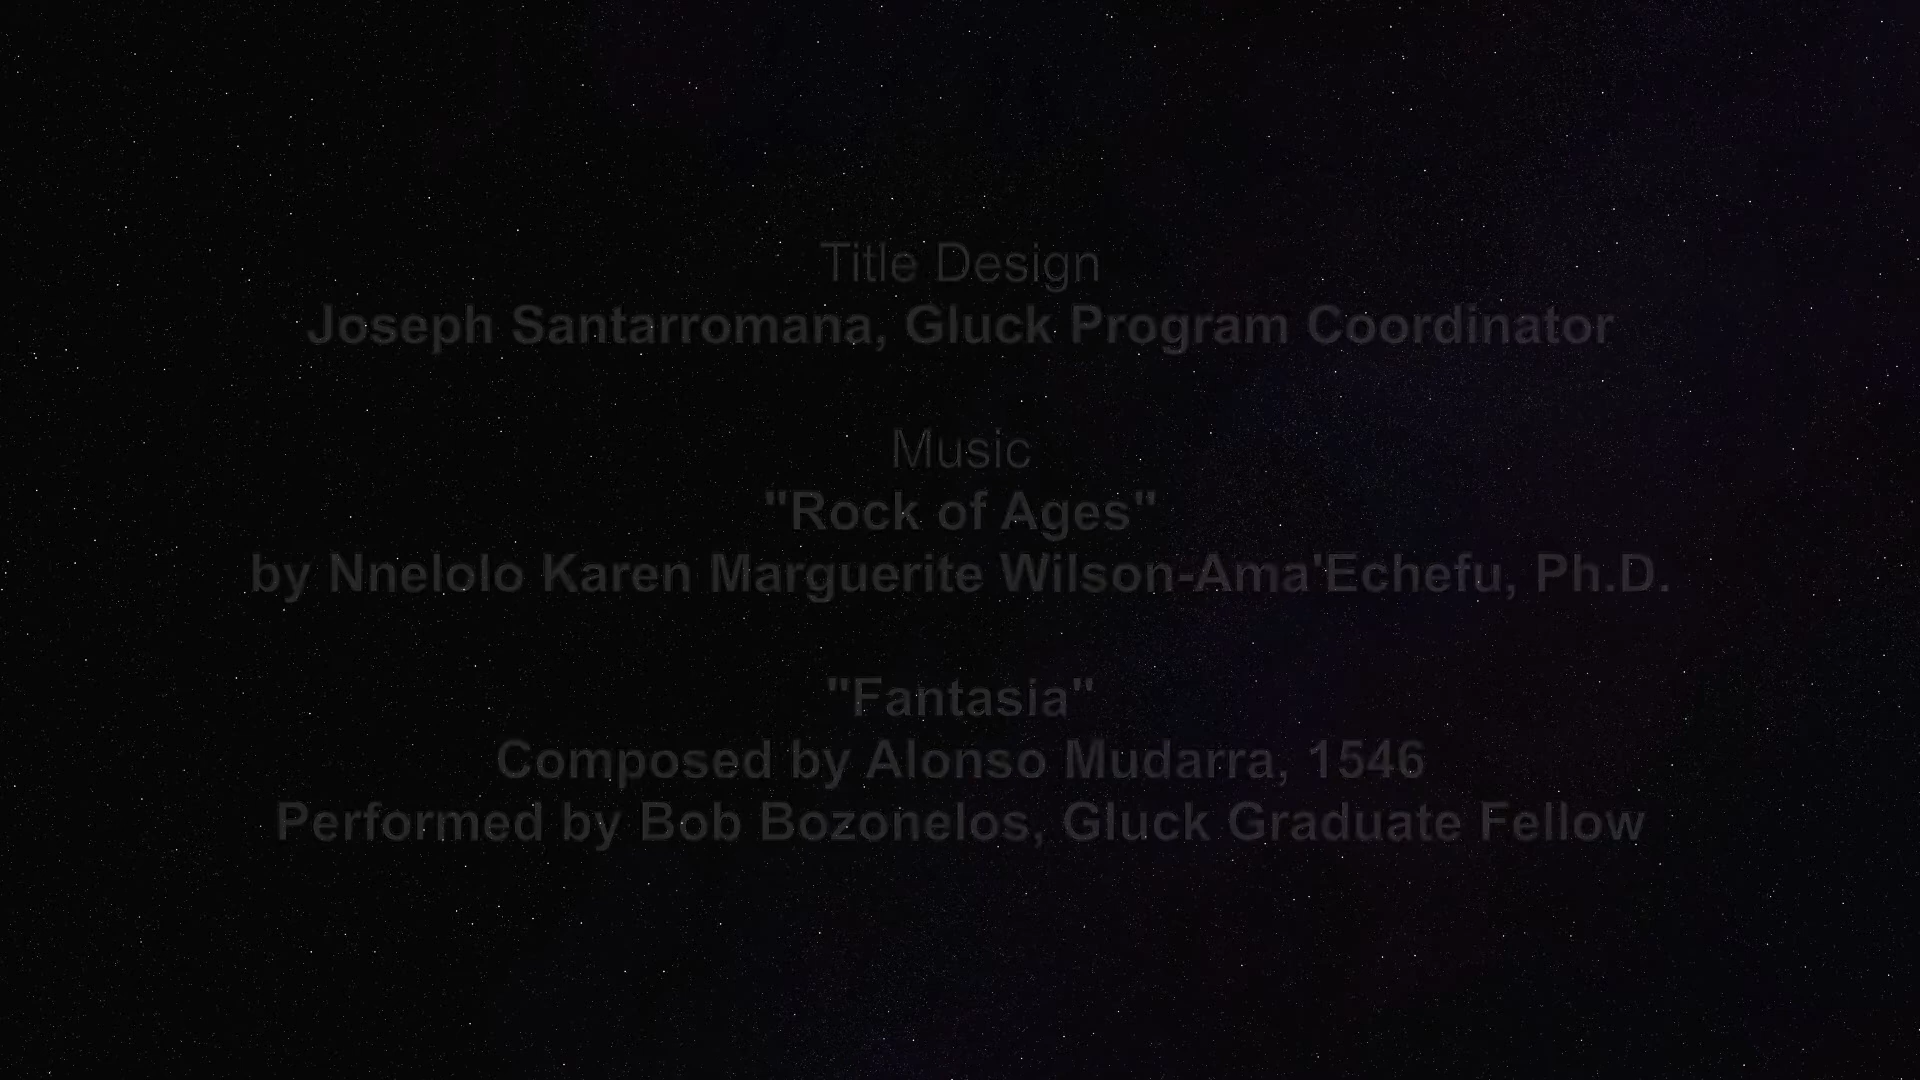 Title Design
Joseph Santarromana, Gluck Program Coordinator
Music
"Rock of Ages"
by Nnelolo Karen Marguerite Wilson-Ama'Echefu, Ph.D.
"Fantasia"
Composed by Alonso Mudarra, 1546
Performed by Bob Bozonelos, Gluck Graduate Fellow